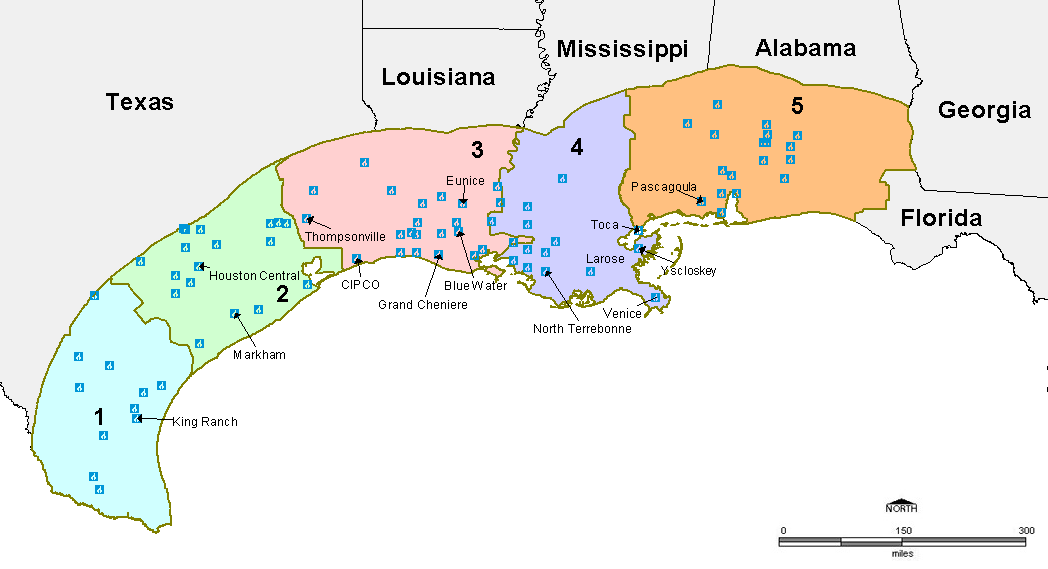 Mississippi
Alabama
Louisiana
Texas
Georgia
5
3
4
Eunice
Pascagoula
Florida
Toca
Thompsonville
Larose
Yscloskey
Houston Central
CIPCO
Blue Water
2
Grand Cheniere
Venice
North Terrebonne
Markham
1
King Ranch
NORTH
0 150 300
miles